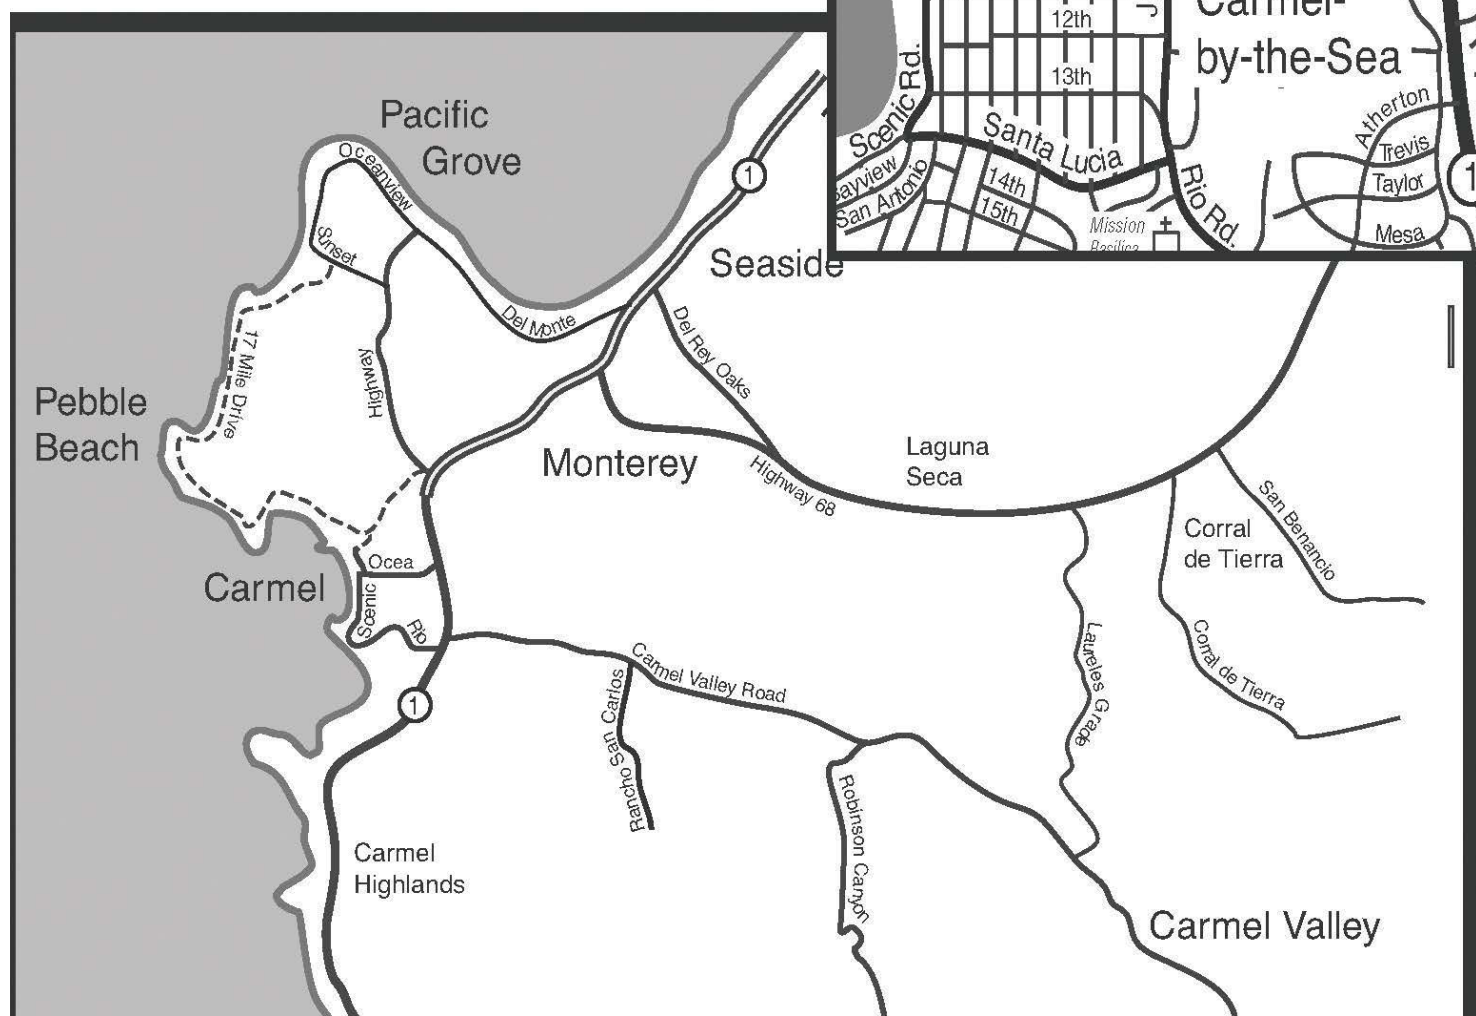 Carmel-
by-the-Sea
12th
13th
Scenic Rd.
Santa Lucia
Atherton
Trevis
Taylor
Mesa
1
San Antonio
14th
15th
Mission
Basilica
Rio Rd.
Pacific
Grove
Oceanview
1
Sunset
Seaside
Del Monte
Del Rey Oaks
17 Mile Drive
Highway
Pebble
Beach
Monterey
Highway 68
Laguna
Seca
San Benancio
Corral
de Tierra
Carmel
Ocea
Scenic
Rio
Carmel Valley Road
Laureles Grade
Corral de Tierra
1
Rancho San Carlos
Robinson Canyon
Carmel
Highlands
Carmel Valley